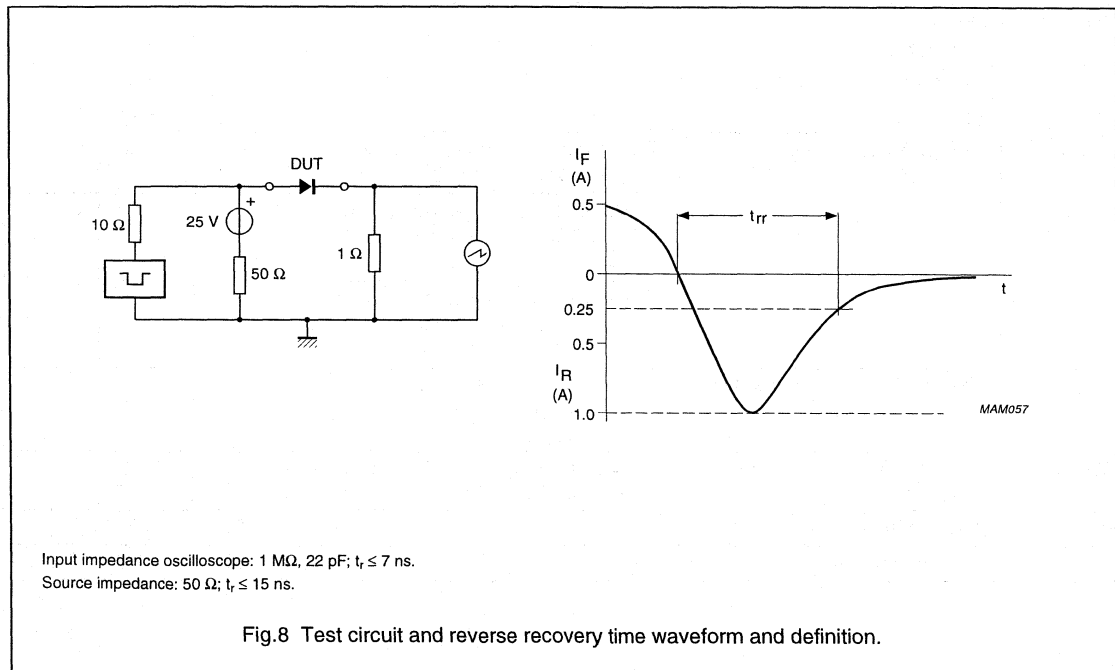 DUT
+
10 Ω
25 V
50 Ω
1 Ω
I_F
(A)
0.5
t_rr
0
t
0.25
0.5
I_R
(A)
1.0
MAM057
Input impedance oscilloscope: 1 MΩ, 22 pF; t_r ≤ 7 ns.
Source impedance: 50 Ω; t_r ≤ 15 ns.
Fig.8 Test circuit and reverse recovery time waveform and definition.